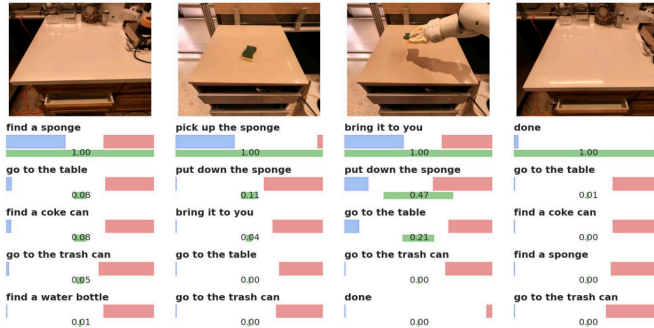 find a sponge
1.00
go to the table
0.08
find a coke can
0.08
go to the trash can
0.05
find a water bottle
0.01
pick up the sponge
1.00
put down the sponge
0.11
bring it to you
0.04
go to the table
0.00
go to the trash can
0.00
bring it to you
1.00
put down the sponge
0.47
go to the table
0.21
go to the trash can
0.00
done
0.00
done
1.00
go to the table
0.01
find a coke can
0.00
find a sponge
0.00
go to the trash can
0.00